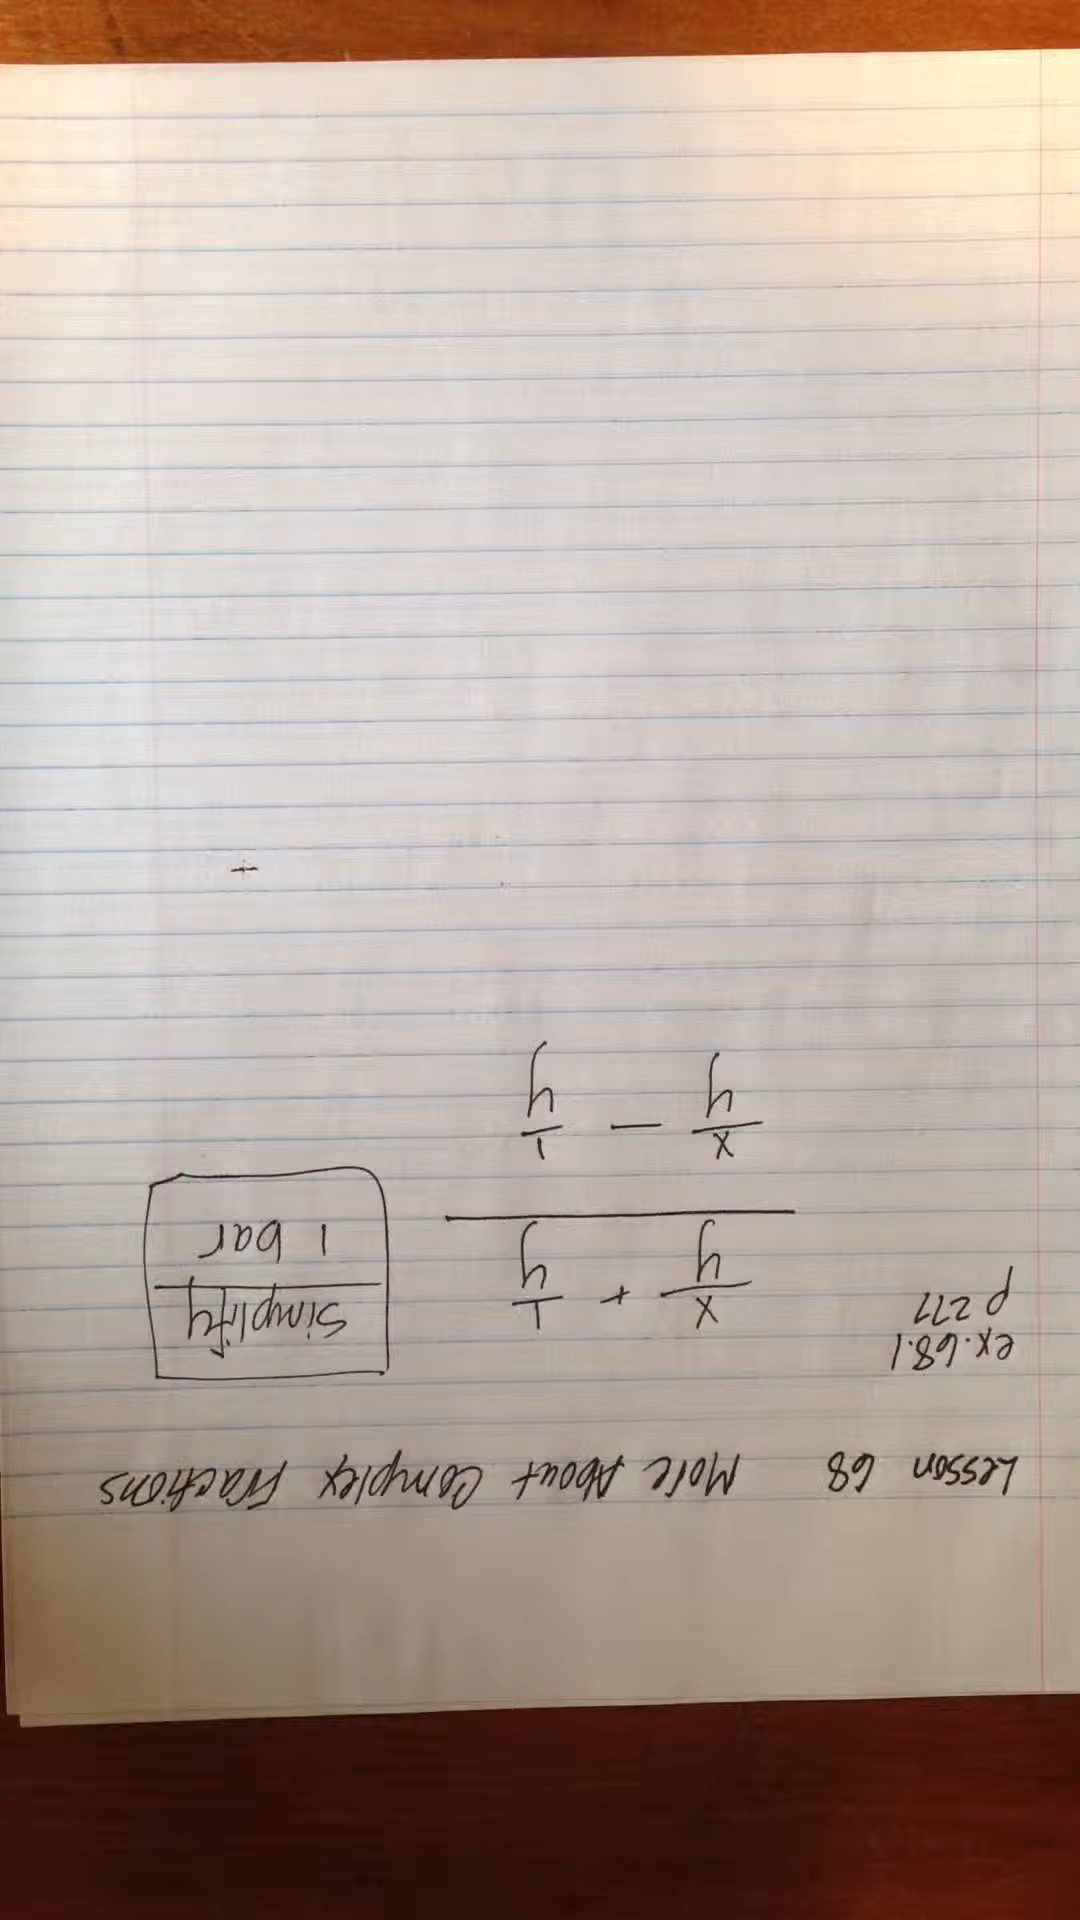 Lesson 68 More About Complex Fractions
ex. 68.1
p 277
x/y + 1/y
x/y - 1/y
Simplify
1 bar